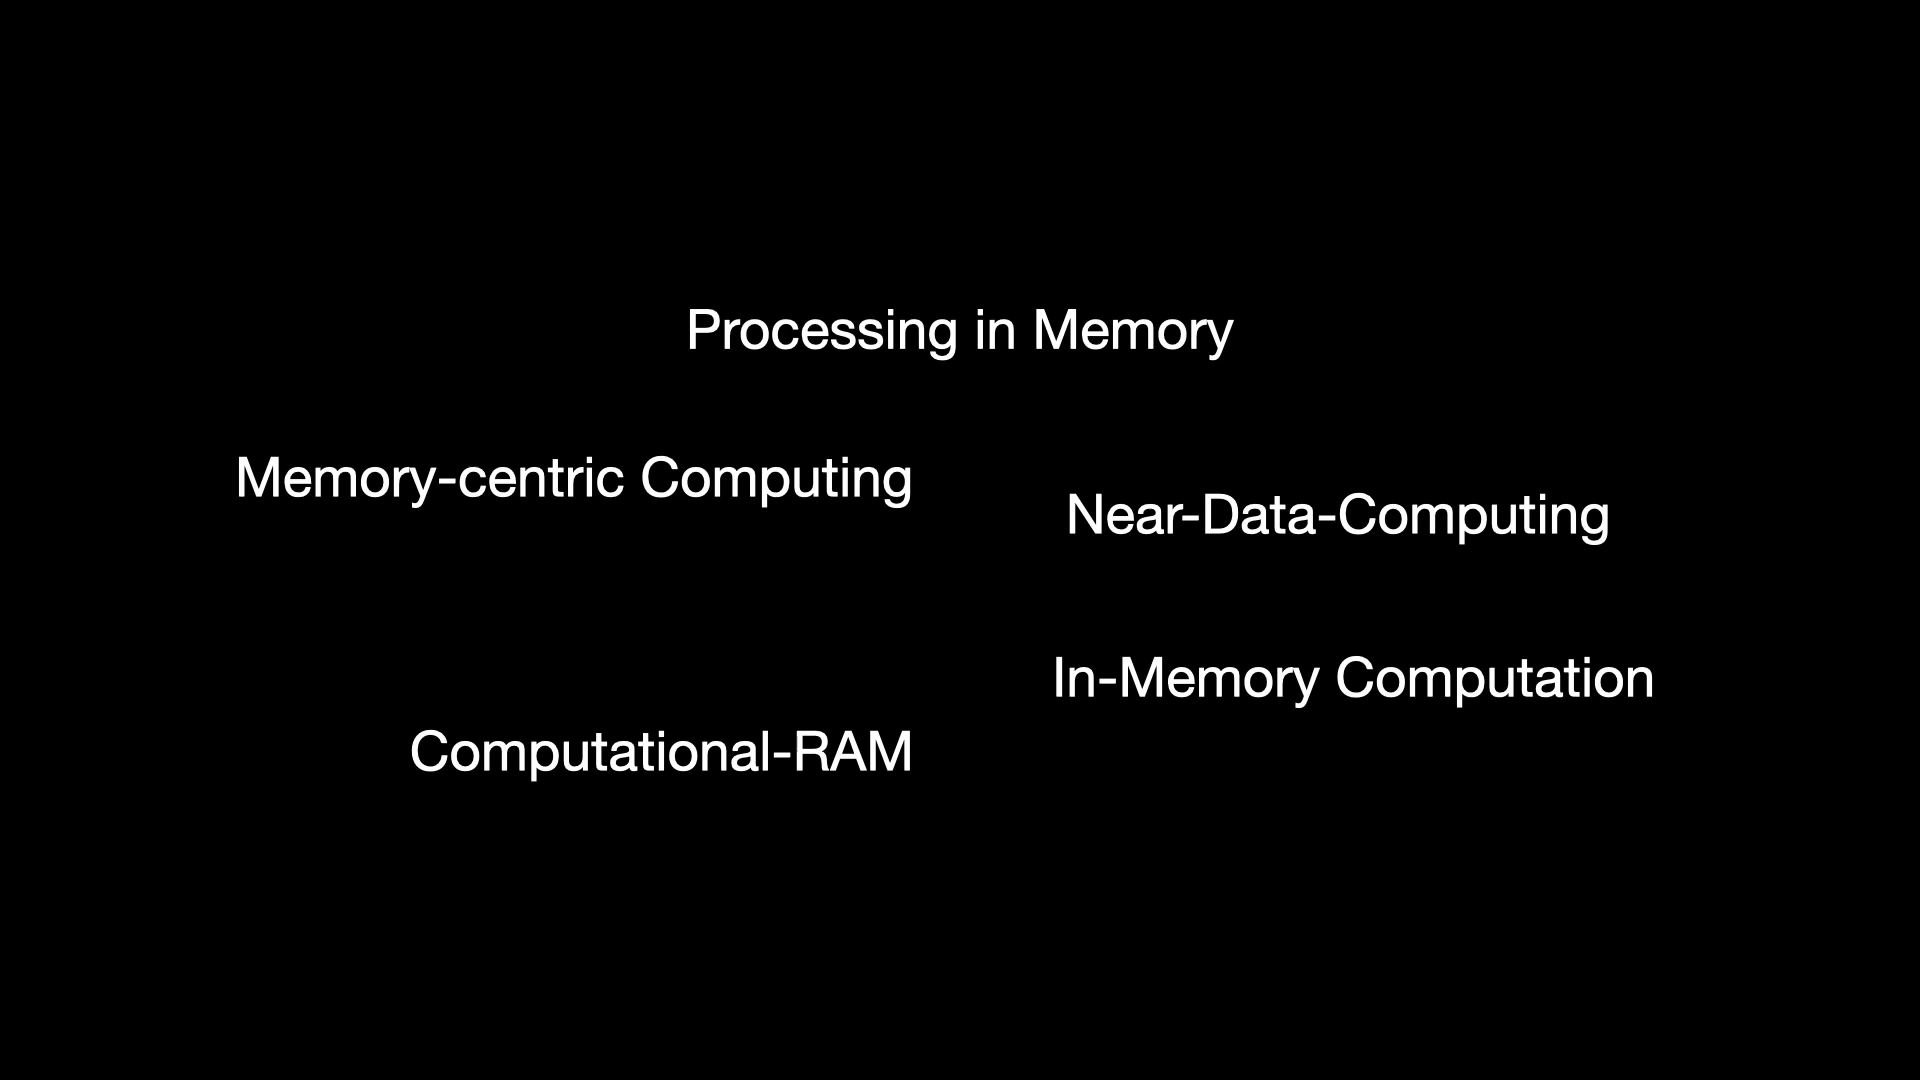 Processing in Memory
Memory-centric Computing
Near-Data-Computing
In-Memory Computation
Computational-RAM